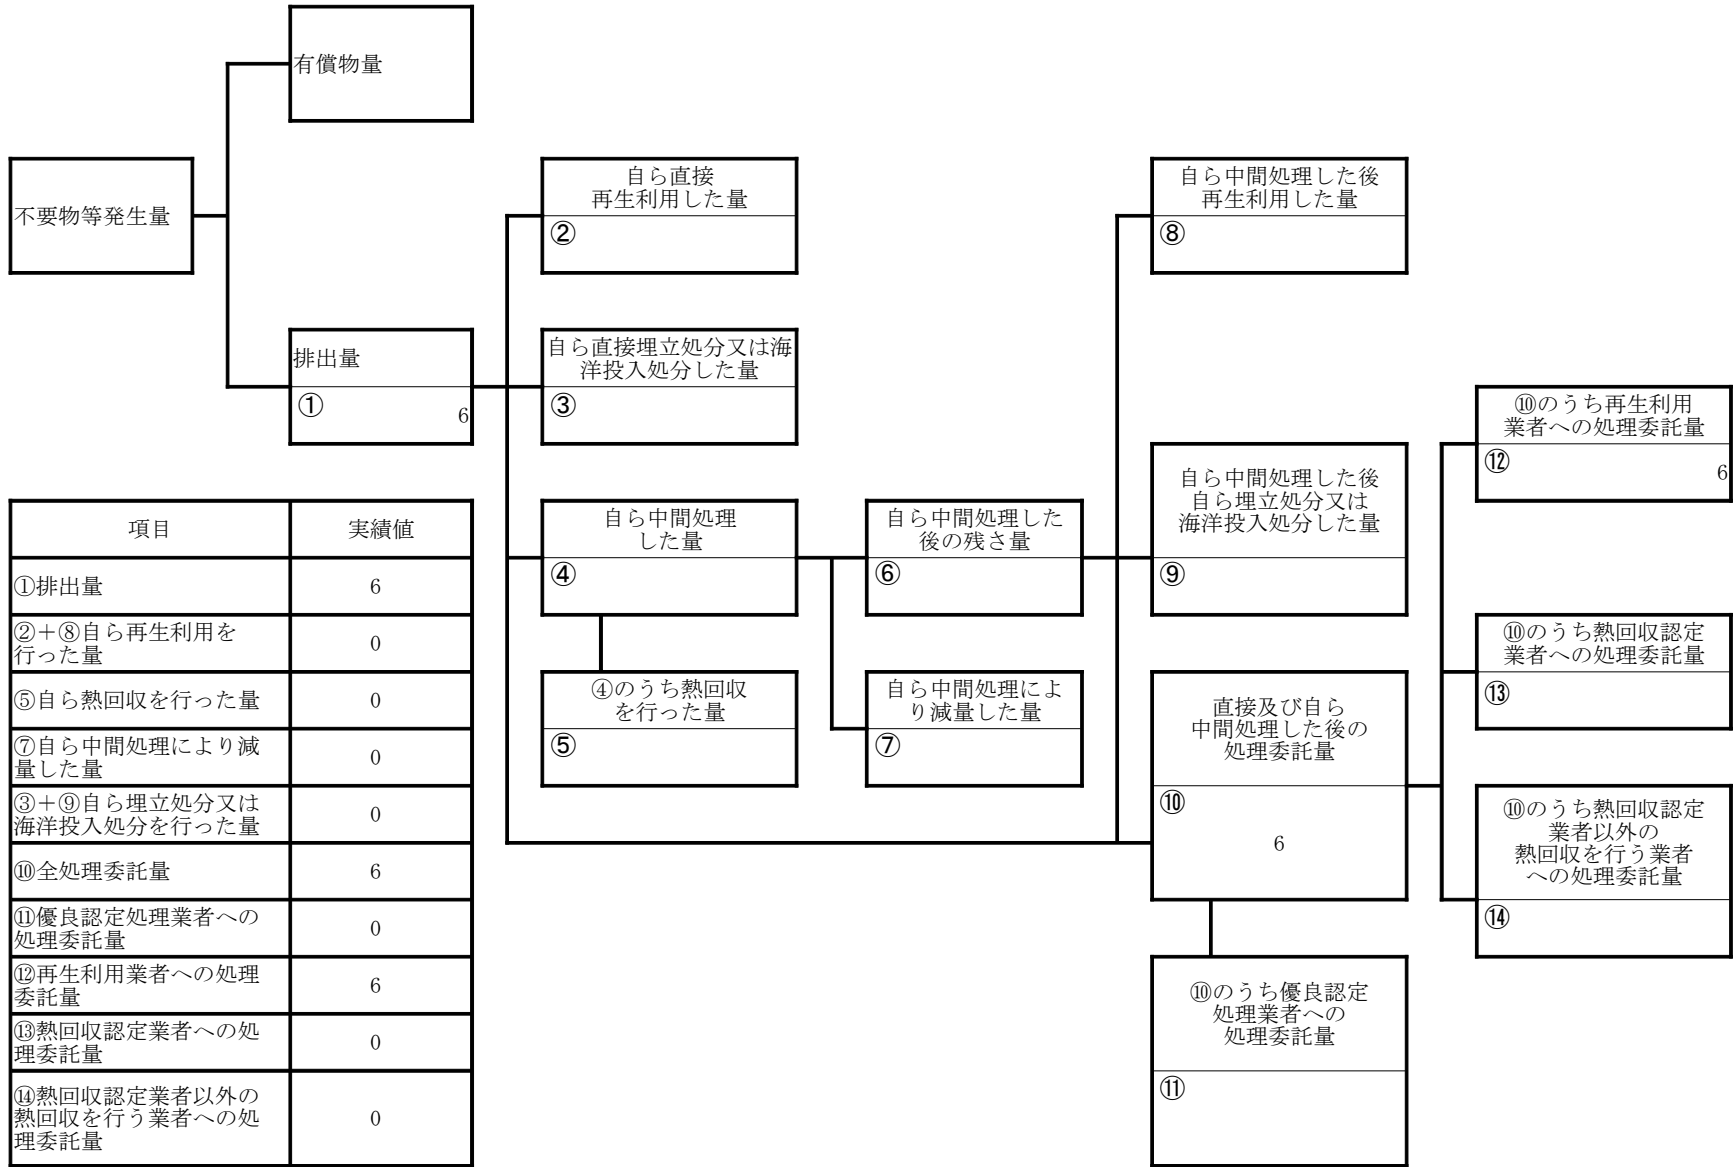 有償物量
不要物等発生量
自ら直接
再生利用した量
②
自ら中間処理した後
再生利用した量
⑧
排出量
①
6
自ら直接埋立処分又は海
洋投入処分した量
③
⑩のうち再生利用
業者への処理委託量
⑫
6
自ら中間処理
した量
④
自ら中間処理した
後の残さ量
⑥
自ら中間処理した後
自ら埋立処分又は
海洋投入処分した量
⑨
⑩のうち熱回収認定
業者への処理委託量
⑬
④のうち熱回収
を行った量
⑤
自ら中間処理によ
り減量した量
⑦
直接及び自ら
中間処理した後の
処理委託量
⑩
6
⑩のうち熱回収認定
業者以外の
熱回収を行う業者
への処理委託量
⑭
⑩のうち優良認定
処理業者への
処理委託量
⑪
項目 実績値
①排出量 6
②＋⑧自ら再生利用を
行った量 0
⑤自ら熱回収を行った量 0
⑦自ら中間処理により減
量した量 0
③＋⑨自ら埋立処分又は
海洋投入処分を行った量 0
⑩全処理委託量 6
⑪優良認定処理業者への
処理委託量 0
⑫再生利用業者への処理
委託量 6
⑬熱回収認定業者への処
理委託量 0
⑭熱回収認定業者以外の
熱回収を行う業者への処
理委託量 0